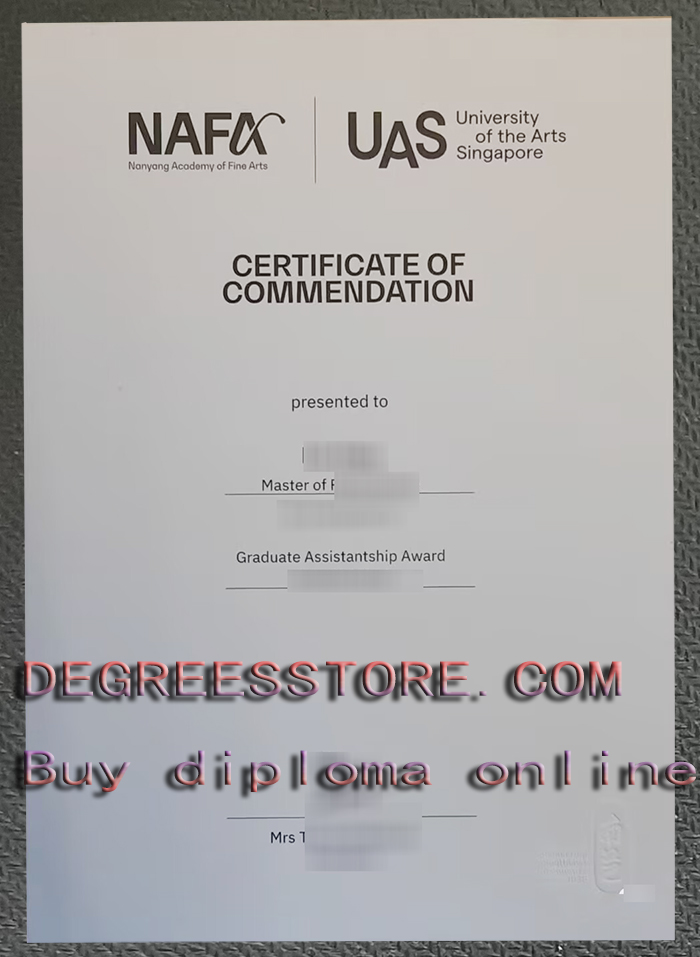 NAFA
Nanyang Academy of Fine Arts
UAS
University
of the Arts
Singapore
CERTIFICATE OF
COMMENDATION
presented to
Master of
Graduate Assistantship Award
DEGREESSTORE. COM
Buy diploma online
Mrs T